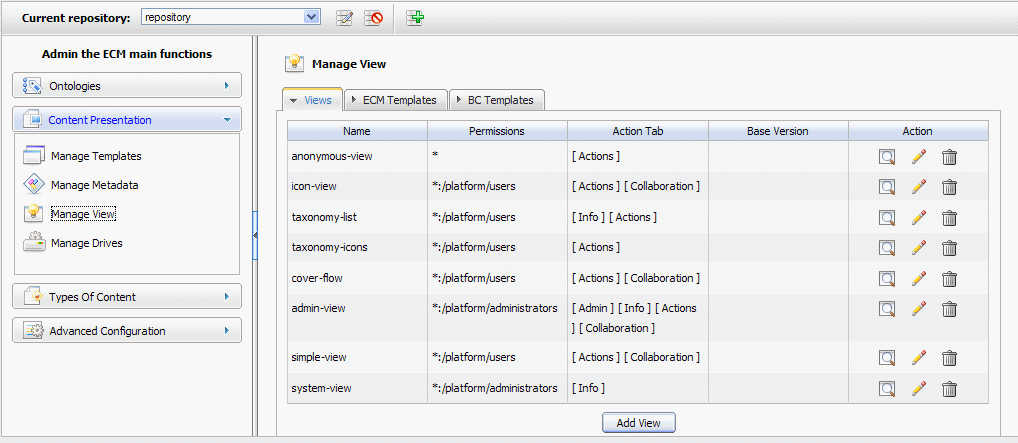 Current repository: repository
Admin the ECM main functions
Ontologies
Content Presentation
Manage Templates
Manage Metadata
Manage View
Manage Drives
Types Of Content
Advanced Configuration
Manage View
Views ECM Templates BC Templates
Name Permissions Action Tab Base Version Action
anonymous-view * [ Actions ]
icon-view *:/platform/users [ Actions ] [ Collaboration ]
taxonomy-list *:/platform/users [ Info ] [ Actions ]
taxonomy-icons *:/platform/users [ Actions ]
cover-flow *:/platform/users [ Actions ] [ Collaboration ]
admin-view *:/platform/administrators [ Admin ] [ Info ] [ Actions
] [ Collaboration ]
simple-view *:/platform/users [ Actions ] [ Collaboration ]
system-view *:/platform/administrators [ Info ]
Add View